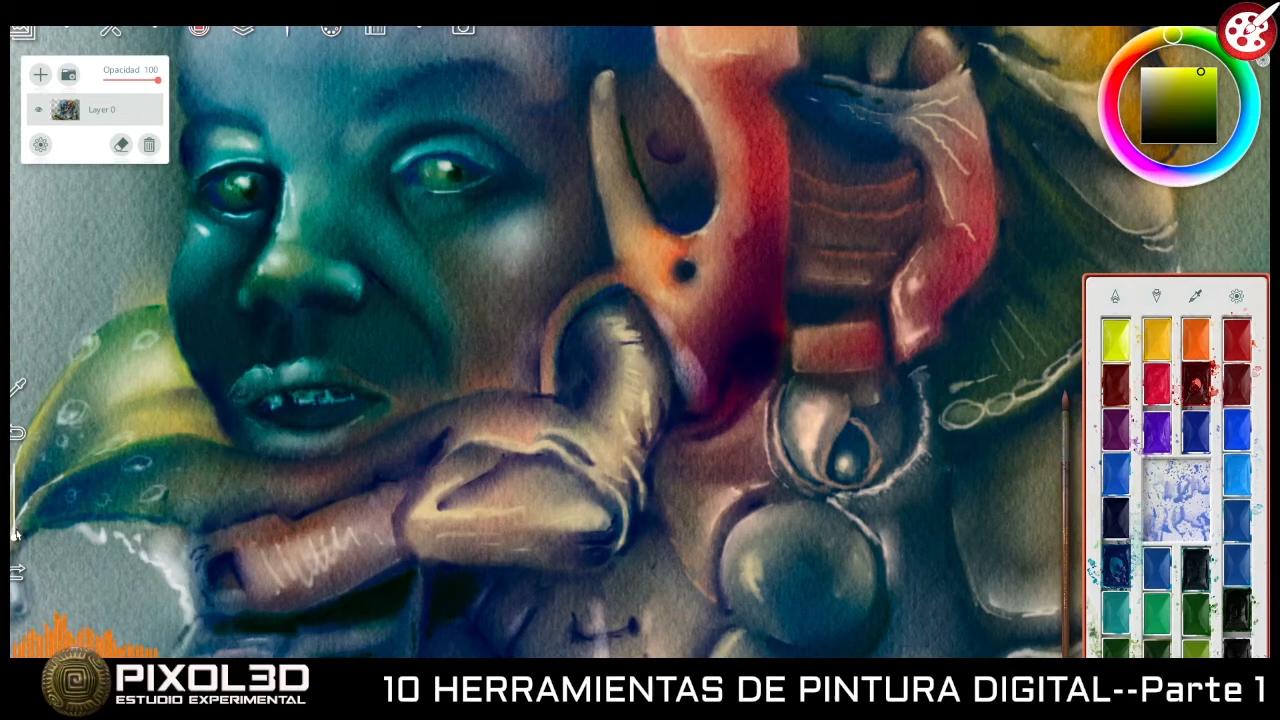 Opacidad 100
Layer 0
PIXOL3D
ESTUDIO EXPERIMENTAL
10 HERRAMIENTAS DE PINTURA DIGITAL--Parte 1